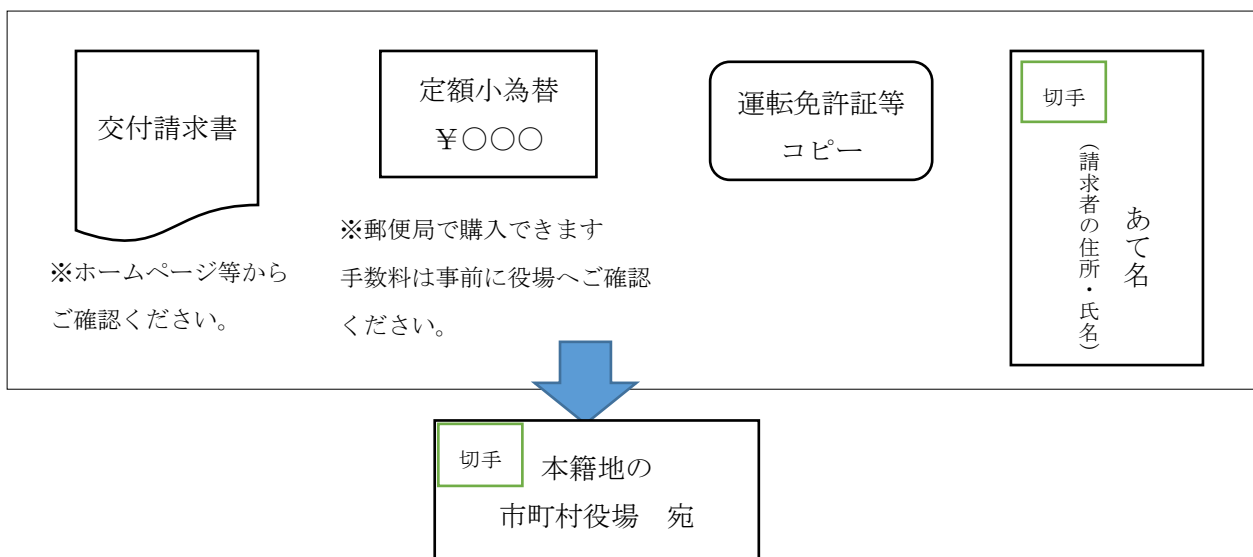 交付請求書
※ホームページ等から
ご確認ください。
定額小為替
￥○○○
※郵便局で購入できます
手数料は事前に役場へご確認
ください。
運転免許証等
コピー
切手
あて名
（請求者の住所・氏名）
切手
本籍地の
市町村役場　宛